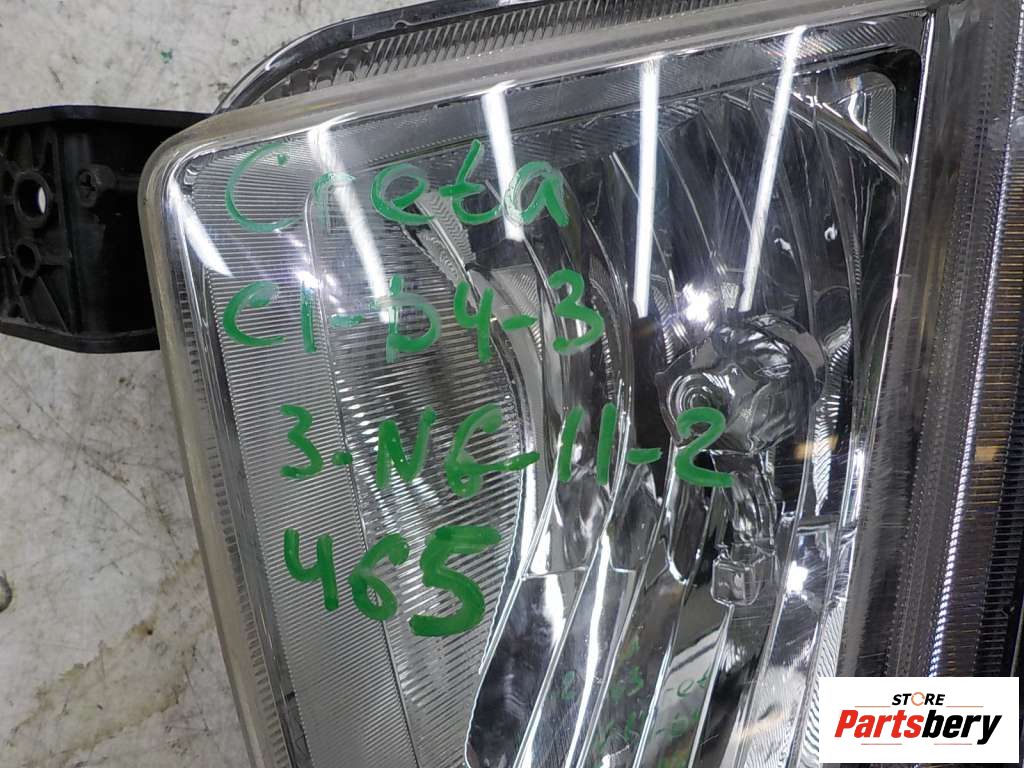 Creta
C1-D4-3
3-N6-11-2
465
STORE
Partsbery